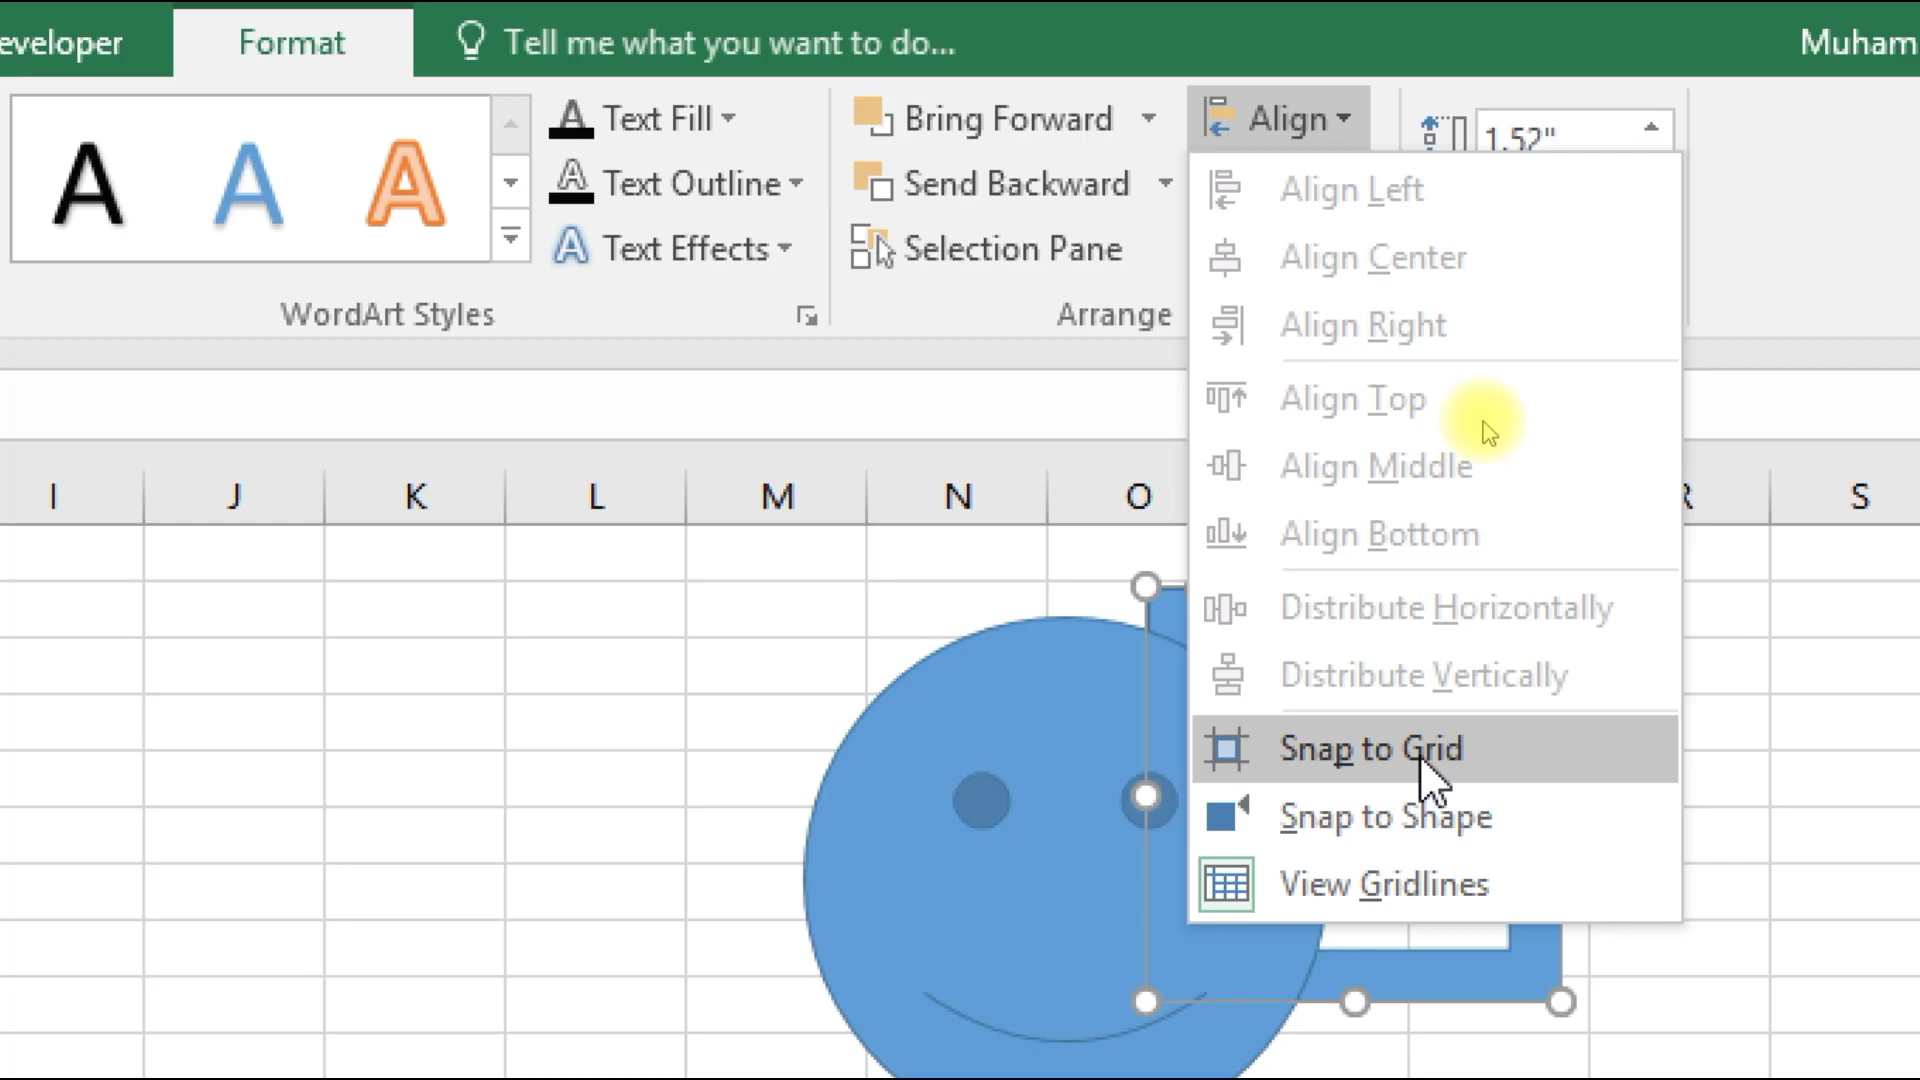 eveloper
Format
Tell me what you want to do...
Muham
A A A
Text Fill
Text Outline
Text Effects
WordArt Styles
Bring Forward
Send Backward
Selection Pane
Arrange
Align
1.52"
Align Left
Align Center
Align Right
Align Top
Align Middle
Align Bottom
Distribute Horizontally
Distribute Vertically
Snap to Grid
Snap to Shape
View Gridlines
I J K L M N O R S